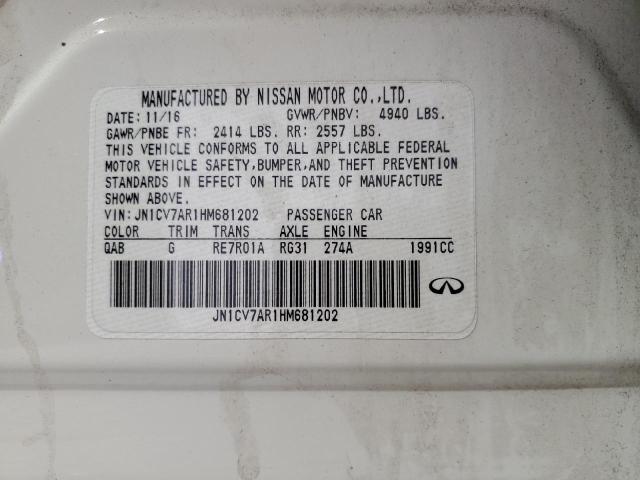 MANUFACTURED BY NISSAN MOTOR CO.,LTD.
DATE: 11/16 GVWR/PNBV: 4940 LBS.
GAWR/PNBE FR: 2414 LBS. RR: 2557 LBS.
THIS VEHICLE CONFORMS TO ALL APPLICABLE FEDERAL
MOTOR VEHICLE SAFETY,BUMPER,AND THEFT PREVENTION
STANDARDS IN EFFECT ON THE DATE OF MANUFACTURE
SHOWN ABOVE.
VIN: JN1CV7AR1HM681202 PASSENGER CAR
COLOR TRIM TRANS AXLE ENGINE
QAB G RE7R01A RG31 274A 1991CC
JN1CV7AR1HM681202